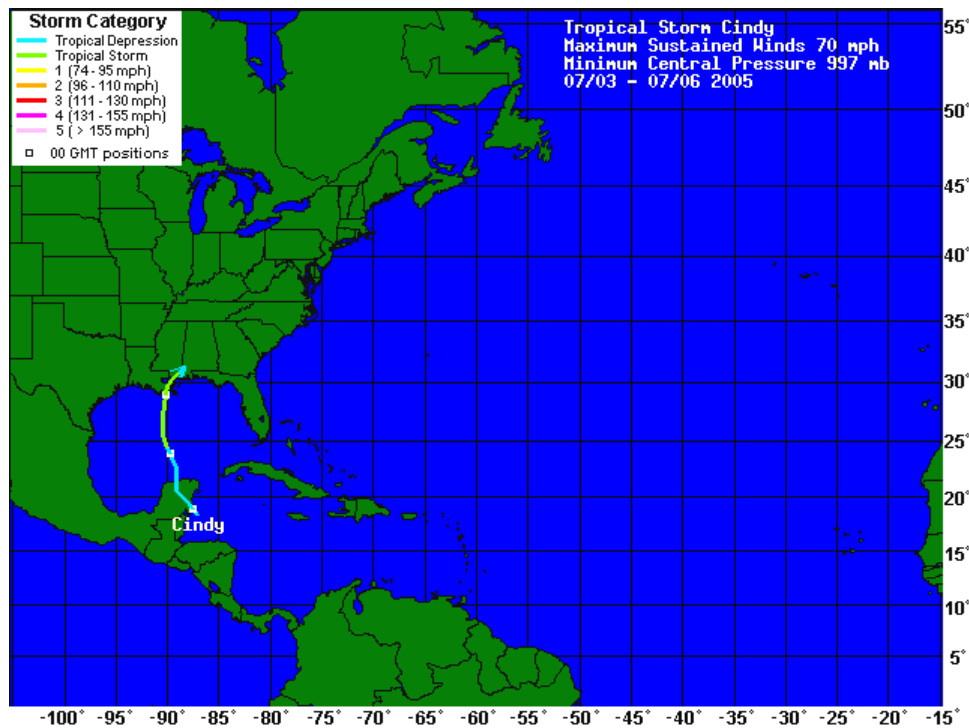 Storm Category
Tropical Depression
Tropical Storm
1 (74 - 95 mph)
2 (96 - 110 mph)
3 (111 - 130 mph)
4 (131 - 155 mph)
5 ( > 155 mph)
00 GMT positions
Tropical Storm Cindy
Maximum Sustained Winds 70 mph
Minimum Central Pressure 997 mb
07/03 - 07/06 2005
55°
50°
45°
40°
35°
30°
25°
20°
15°
10°
5°
Cindy
-100° -95° -90° -85° -80° -75° -70° -65° -60° -55° -50° -45° -40° -35° -30° -25° -20° -15°